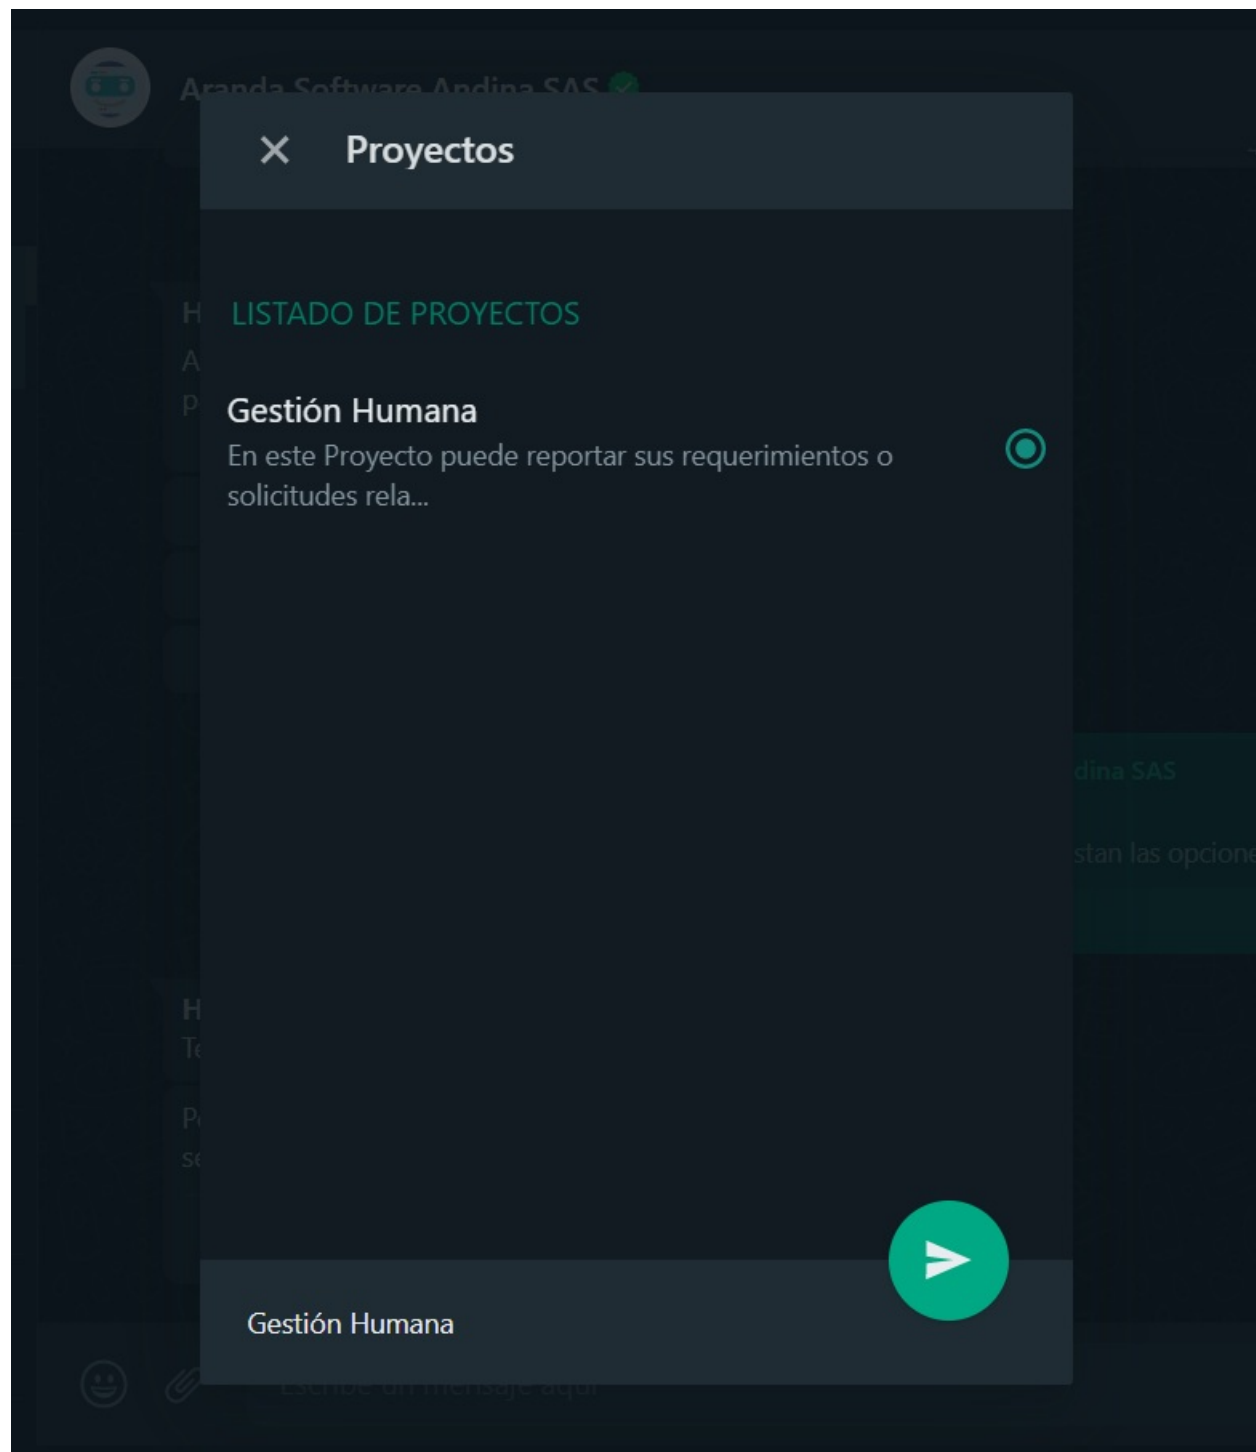 Aranda Software Andina SAS
Proyectos
LISTADO DE PROYECTOS
Gestión Humana
En este Proyecto puede reportar sus requerimientos o
solicitudes rela...
dina SAS
stan las opcione
Gestión Humana
Escribe un mensaje aquí